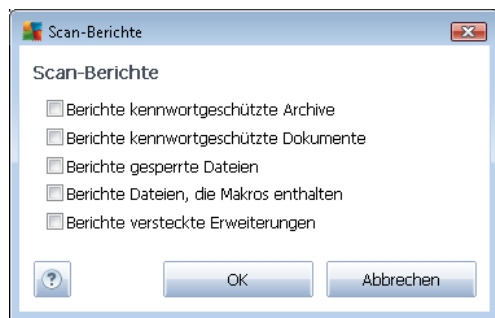 Scan-Berichte
Scan-Berichte
Berichte kennwortgeschützte Archive
Berichte kennwortgeschützte Dokumente
Berichte gesperrte Dateien
Berichte Dateien, die Makros enthalten
Berichte versteckte Erweiterungen
? OK Abbrechen